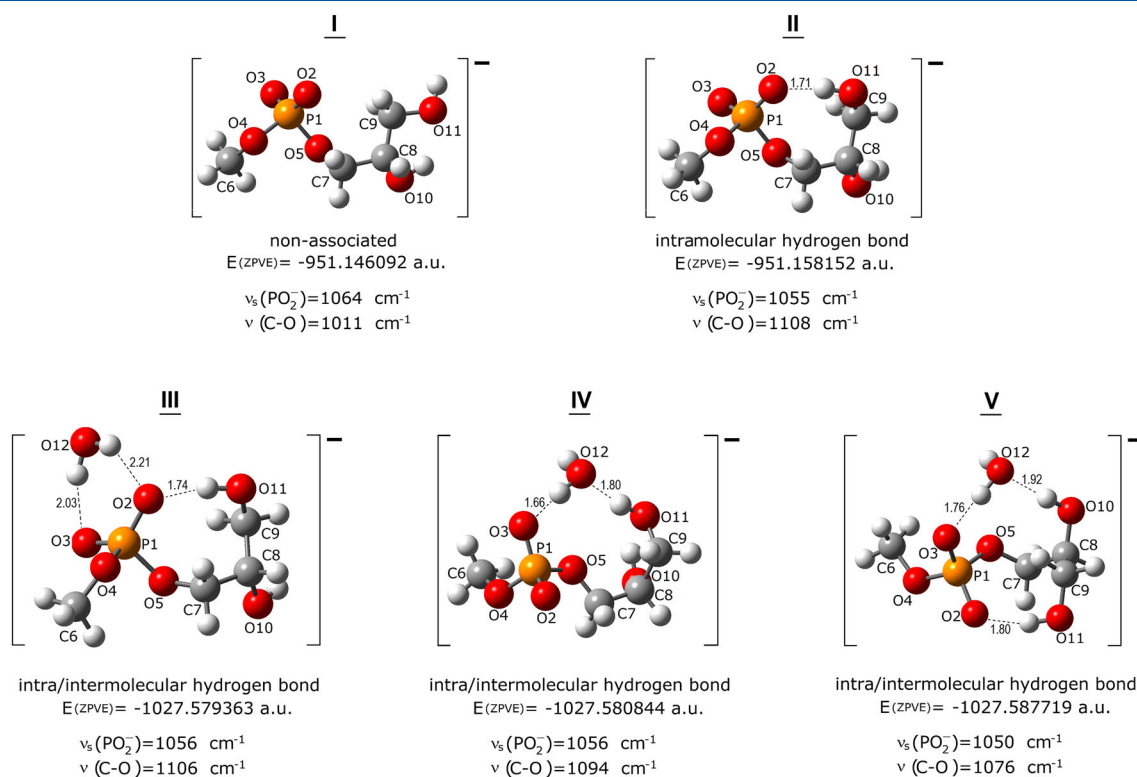 I
II
O3 O2
O4 P1
O5
C9 O11
C8
C7
C6
O10
O2 1.71 O11
C9
O3
P1
O4
O5 C8
C7
C6
O10
non-associated
E(ZPVE)= -951.146092 a.u.
νs(PO2−)=1064 cm-1
ν (C-O)=1011 cm-1
intramolecular hydrogen bond
E(ZPVE)= -951.158152 a.u.
νs(PO2−)=1055 cm-1
ν (C-O)=1108 cm-1
III
IV
V
O12
2.21
1.74
2.03
O2
O11
C9
O3 P1
C8
O4
O5 C7
O10
C6
O12
1.66 1.80
O3
O11
C9
P1
O5
C6
O10
O4 O2 C7 C8
O12
1.92
1.76
O10
O5
O3
C8
C6
P1 C7
C9
O4
O2 1.80
O11
intra/intermolecular hydrogen bond
E(ZPVE)= -1027.579363 a.u.
νs(PO2−)=1056 cm-1
ν (C-O)=1106 cm-1
intra/intermolecular hydrogen bond
E(ZPVE)= -1027.580844 a.u.
νs(PO2−)=1056 cm-1
ν (C-O)=1094 cm-1
intra/intermolecular hydrogen bond
E(ZPVE)= -1027.587719 a.u.
νs(PO2−)=1050 cm-1
ν (C-O)=1076 cm-1